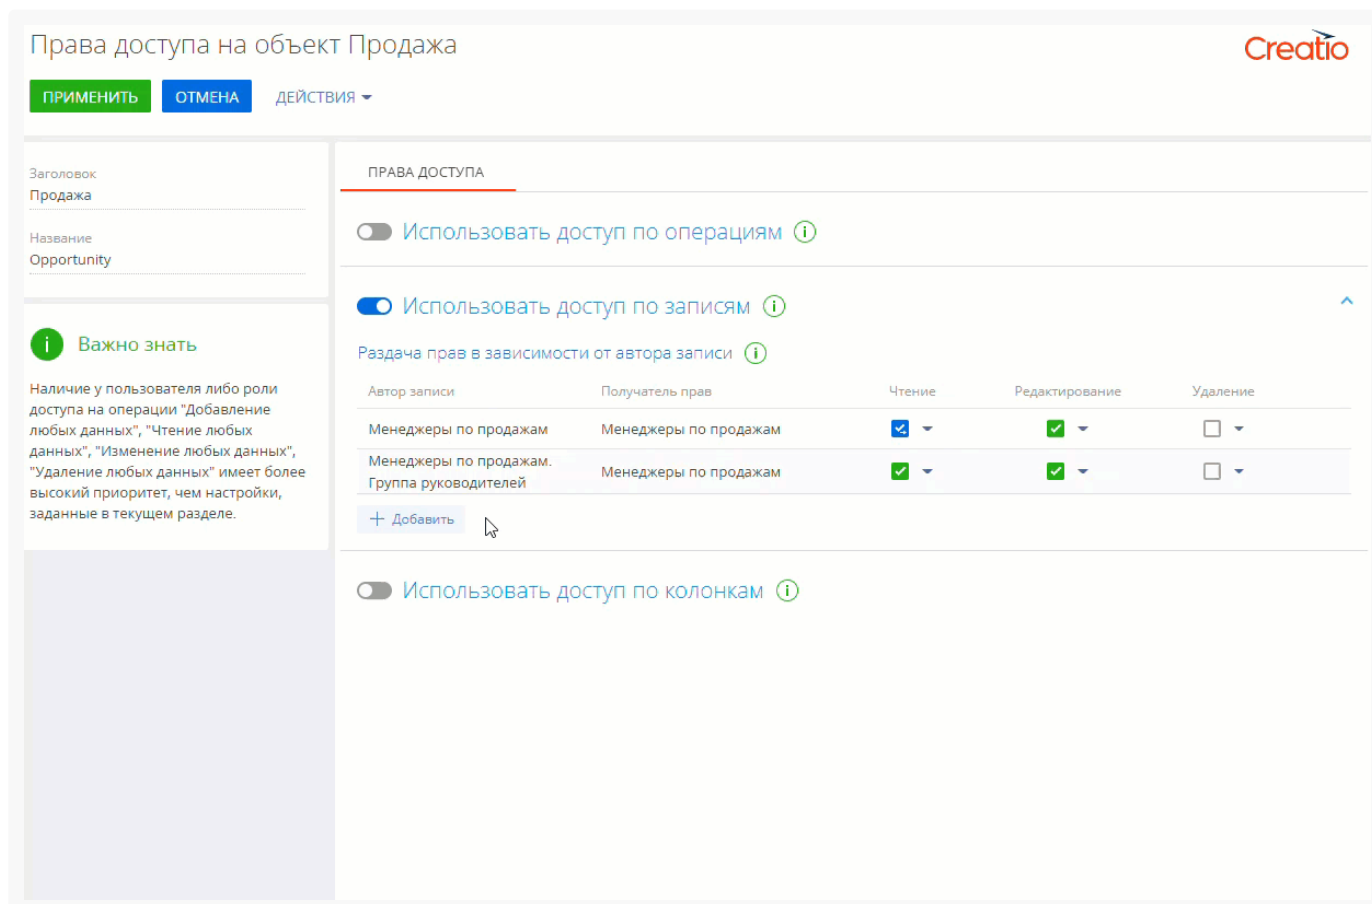 Права доступа на объект Продажа
Creatio
ПРИМЕНИТЬ ОТМЕНА ДЕЙСТВИЯ
Заголовок
Продажа
Название
Opportunity
i Важно знать
Наличие у пользователя либо роли
доступа на операции "Добавление
любых данных", "Чтение любых
данных", "Изменение любых данных",
"Удаление любых данных" имеет более
высокий приоритет, чем настройки,
заданные в текущем разделе.
ПРАВА ДОСТУПА
Использовать доступ по операциям i
Использовать доступ по записям i
Раздача прав в зависимости от автора записи i
Автор записи Получатель прав Чтение Редактирование Удаление
Менеджеры по продажам Менеджеры по продажам
Менеджеры по продажам.
Группа руководителей Менеджеры по продажам
+ Добавить
Использовать доступ по колонкам i